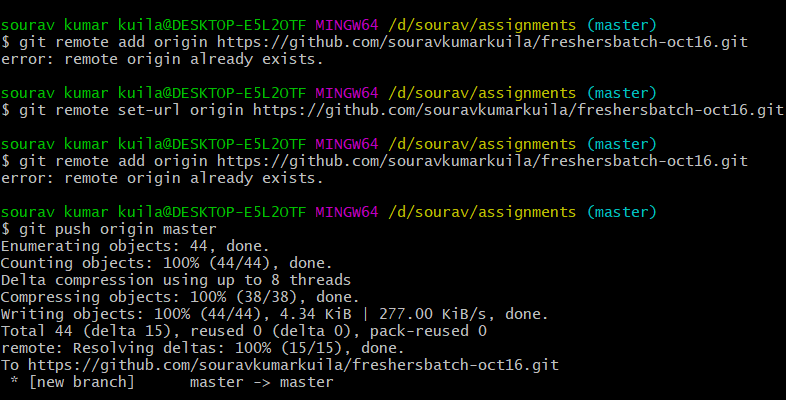 sourav kumar kuila@DESKTOP-E5L2OTF MINGW64 /d/sourav/assignments (master)
$ git remote add origin https://github.com/souravkumarkuila/freshersbatch-oct16.git
error: remote origin already exists.
sourav kumar kuila@DESKTOP-E5L2OTF MINGW64 /d/sourav/assignments (master)
$ git remote set-url origin https://github.com/souravkumarkuila/freshersbatch-oct16.git
sourav kumar kuila@DESKTOP-E5L2OTF MINGW64 /d/sourav/assignments (master)
$ git remote add origin https://github.com/souravkumarkuila/freshersbatch-oct16.git
error: remote origin already exists.
sourav kumar kuila@DESKTOP-E5L2OTF MINGW64 /d/sourav/assignments (master)
$ git push origin master
Enumerating objects: 44, done.
Counting objects: 100% (44/44), done.
Delta compression using up to 8 threads
Compressing objects: 100% (38/38), done.
Writing objects: 100% (44/44), 4.34 KiB | 277.00 KiB/s, done.
Total 44 (delta 15), reused 0 (delta 0), pack-reused 0
remote: Resolving deltas: 100% (15/15), done.
To https://github.com/souravkumarkuila/freshersbatch-oct16.git
 * [new branch]      master -> master